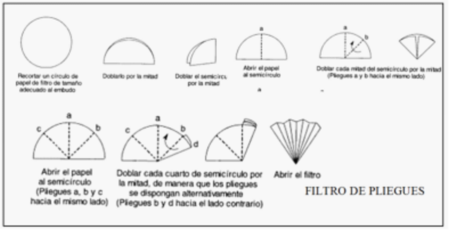 Recortar un círculo de
papel de filtro de tamaño
adecuado al embudo
Doblarlo por la mitad
Doblar el semicírcu
por la mitad
a
Abrir el papel
al semicírculo
a
b
Doblar cada mitad del semicírculo por la mitad
(Pliegues a y b hacia el mismo lado)
a
c
b
Abrir el papel
al semicírculo
(Pliegues a, b y c
hacia el mismo lado)
a
c
b
d
Doblar cada cuarto de semicírculo por
la mitad, de manera que los pliegues
se dispongan alternativamente
(Pliegues b y d hacia el lado contrario)
Abrir el filtro
FILTRO DE PLIEGUES